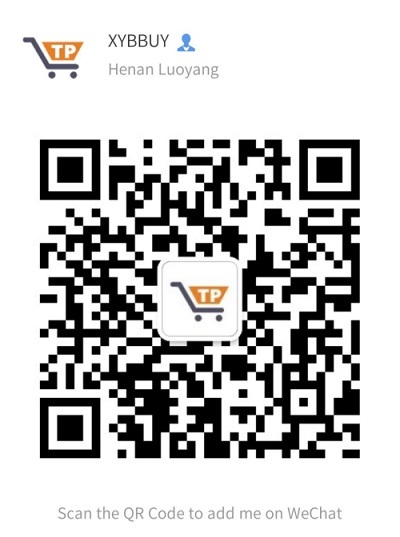 TP
XYBBUY
Henan Luoyang
TP
Scan the QR Code to add me on WeChat